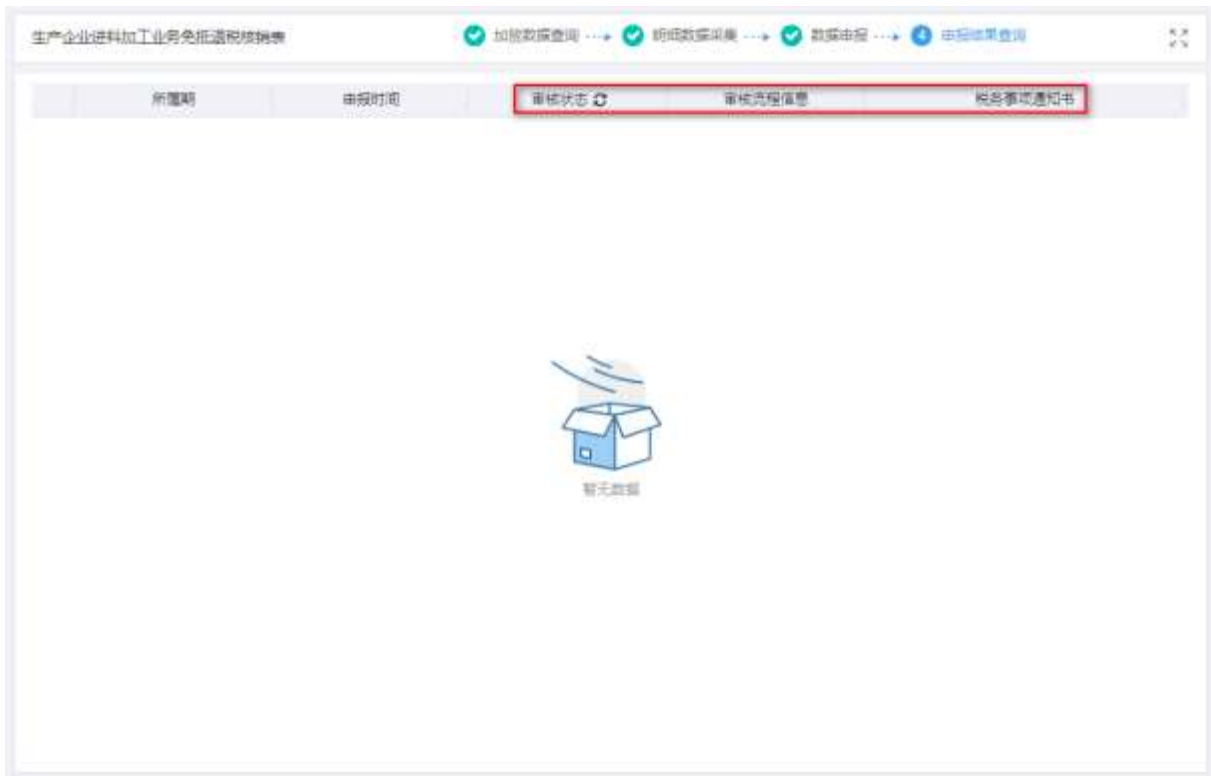 生产企业进料加工业务免抵退税核销表 加贸数据查询 明细数据采集 数据申报 4 申报结果查询
所属期 申报时间 审核状态 审核流程信息 税务事项通知书
暂无数据